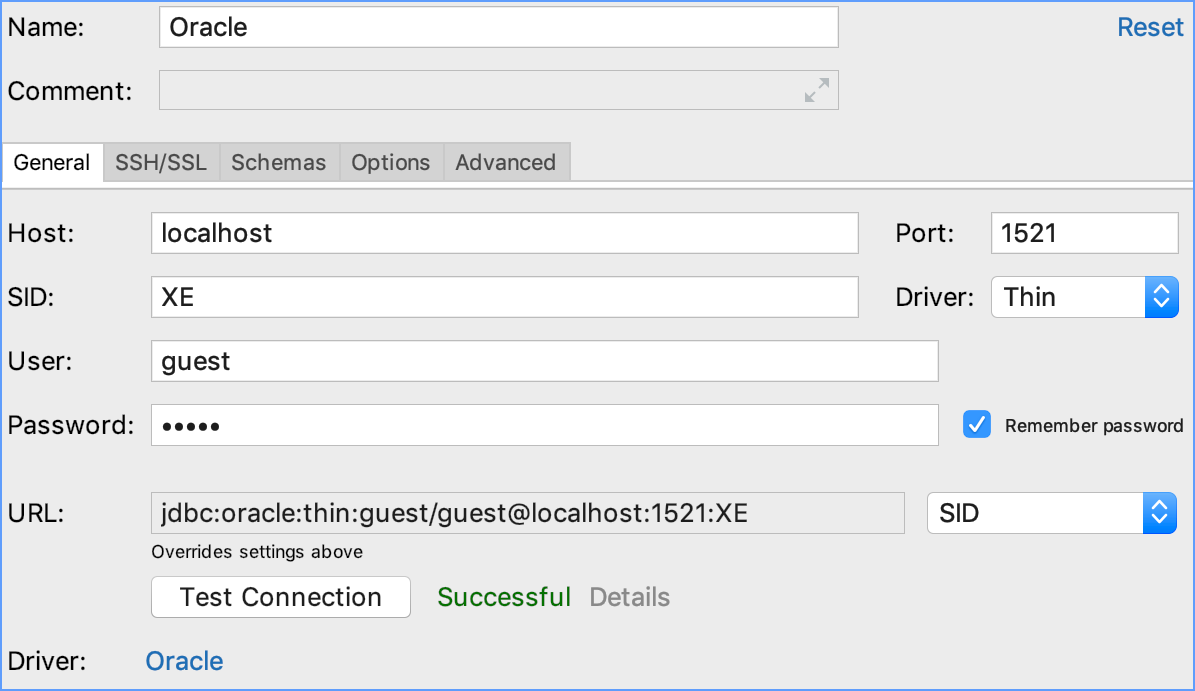 Name: Oracle Reset
Comment:
General SSH/SSL Schemas Options Advanced
Host: localhost Port: 1521
SID: XE Driver: Thin
User: guest
Password: ••••• Remember password
URL: jdbc:oracle:thin:guest/guest@localhost:1521:XE SID
Overrides settings above
Test Connection Successful Details
Driver: Oracle